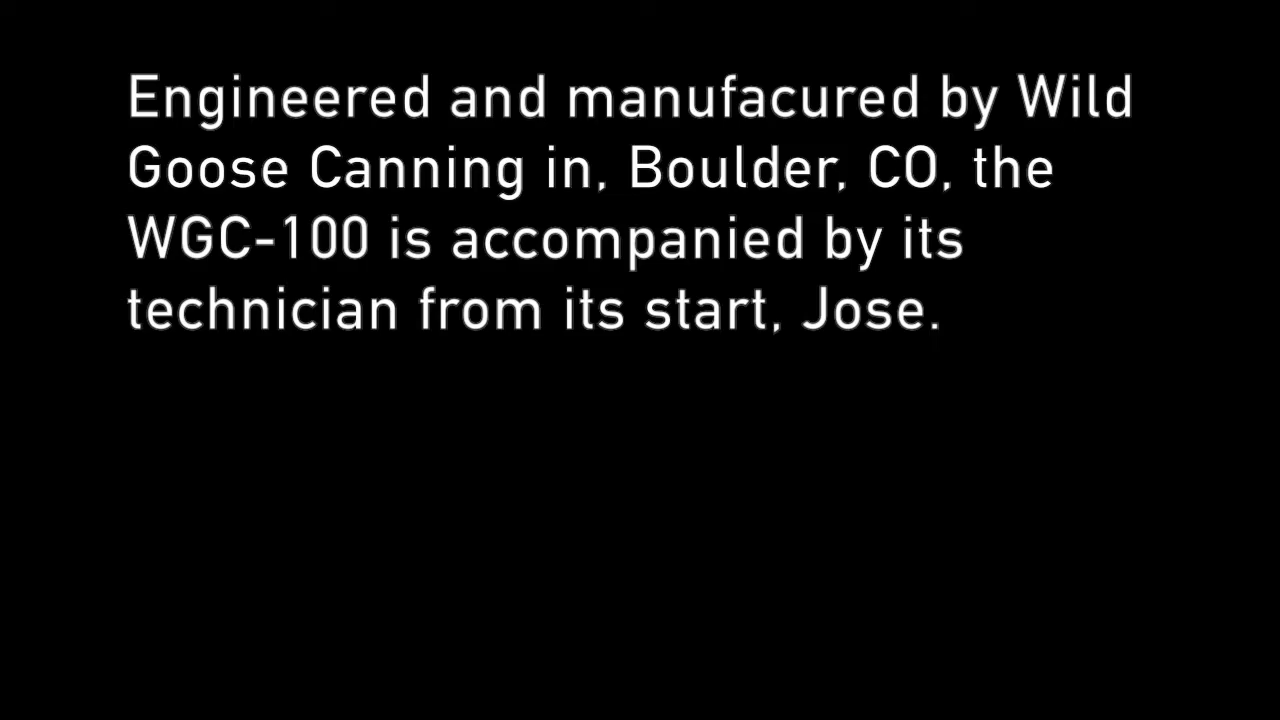 Engineered and manufacured by Wild
Goose Canning in, Boulder, CO, the
WGC-100 is accompanied by its
technician from its start, Jose.